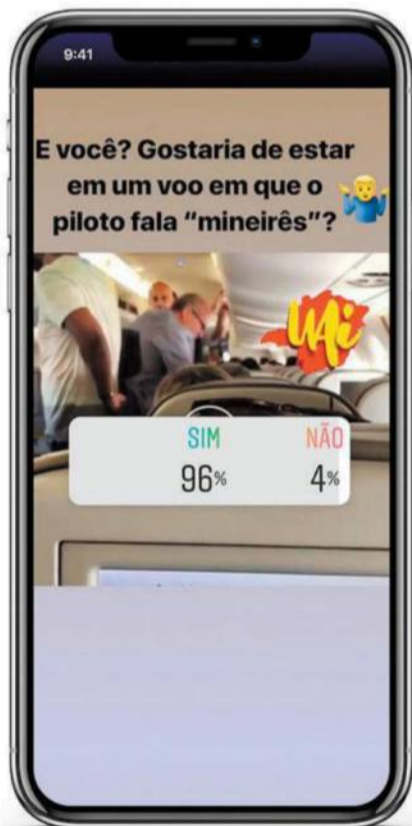 9:41
E você? Gostaria de estar
em um voo em que o
piloto fala “mineirês”?
UAi
SIM NÃO
96% 4%